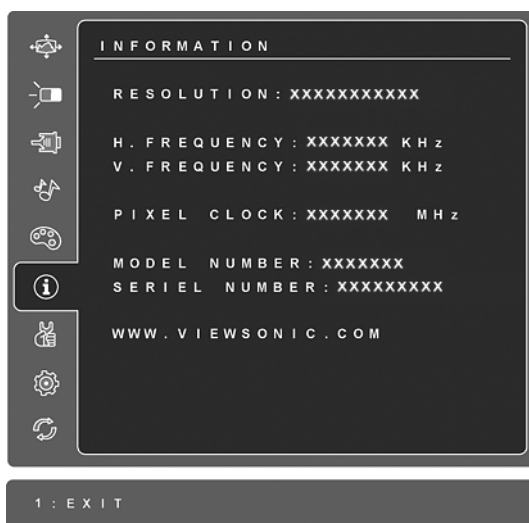 INFORMATION
RESOLUTION: XXXXXXXXXXX
H. FREQUENCY: XXXXXXX KHz
V. FREQUENCY: XXXXXXX KHz
PIXEL CLOCK: XXXXXXX MHz
MODEL NUMBER: XXXXXXX
SERIEL NUMBER: XXXXXXXXX
WWW.VIEWSONIC.COM
1:EXIT